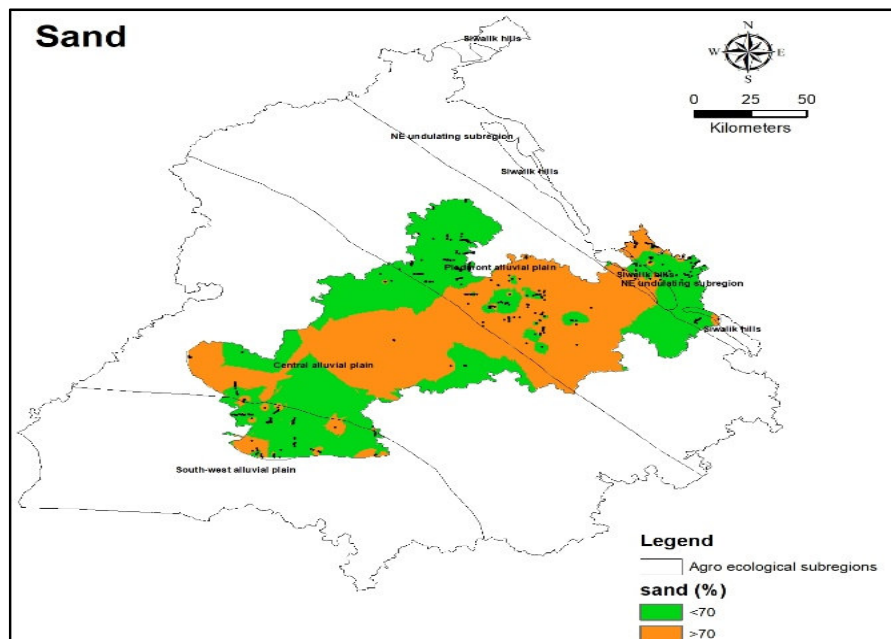 Sand
Siwalik hills
N
W E
S
0 25 50
Kilometers
NE undulating subregion
Siwalik hills
Piedmont alluvial plain
Siwalik hills
NE undulating subregion
Siwalik hills
Central alluvial plain
South-west alluvial plain
Legend
Agro ecological subregions
sand (%)
<70
>70